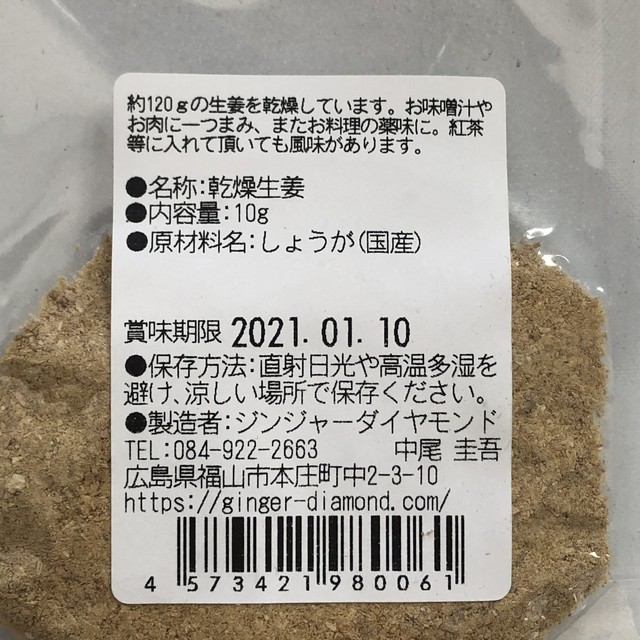 約120gの生姜を乾燥しています。お味噌汁や
お肉に一つまみ、またお料理の薬味に。紅茶
等に入れて頂いても風味があります。
●名称:乾燥生姜
●内容量:10g
●原材料名:しょうが(国産)
賞味期限 2021.01.10
●保存方法:直射日光や高温多湿を
避け、涼しい場所で保存ください。
●製造者:ジンジャーダイヤモンド
TEL:084-922-2663 中尾 圭吾
広島県福山市本庄町中2-3-10
https://ginger-diamond.com/
4 573421 980061